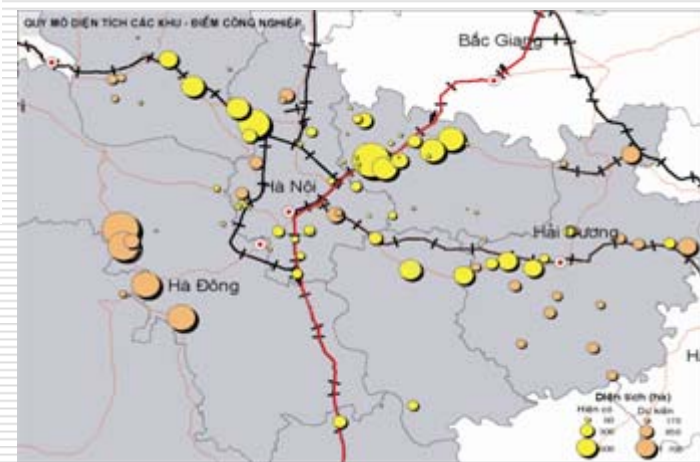 QUY MÔ DIỆN TÍCH CÁC KHU - ĐIỂM CÔNG NGHIỆP
Bắc Giang
Hà Nội
Hải Dương
Hà Đông
Diện tích (ha)
Hiện có
Dự kiến